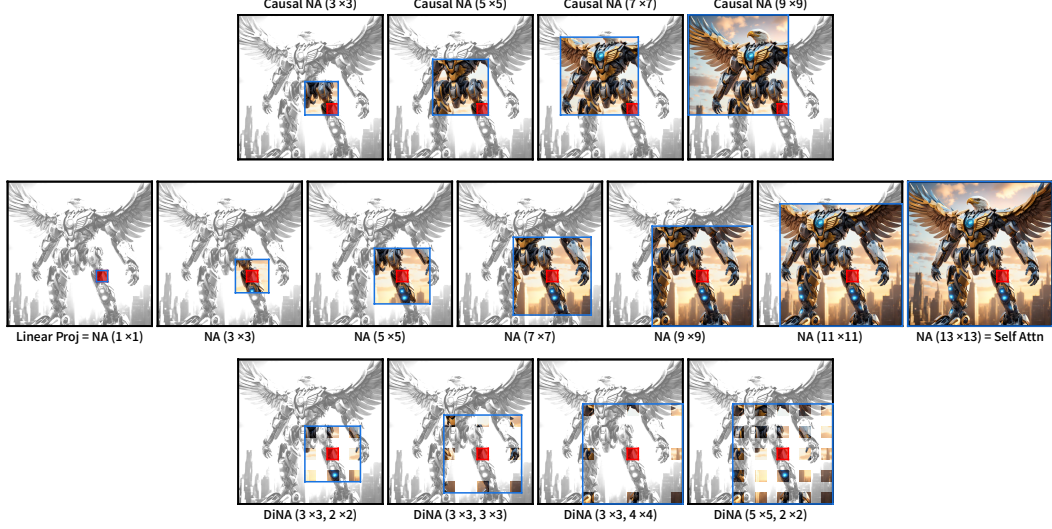 Causal NA (3 ×3) Causal NA (5 ×5) Causal NA (7 ×7) Causal NA (9 ×9)
Linear Proj = NA (1 ×1) NA (3 ×3) NA (5 ×5) NA (7 ×7) NA (9 ×9) NA (11 ×11) NA (13 ×13) = Self Attn
DiNA (3 ×3, 2 ×2) DiNA (3 ×3, 3 ×3) DiNA (3 ×3, 4 ×4) DiNA (5 ×5, 2 ×2)